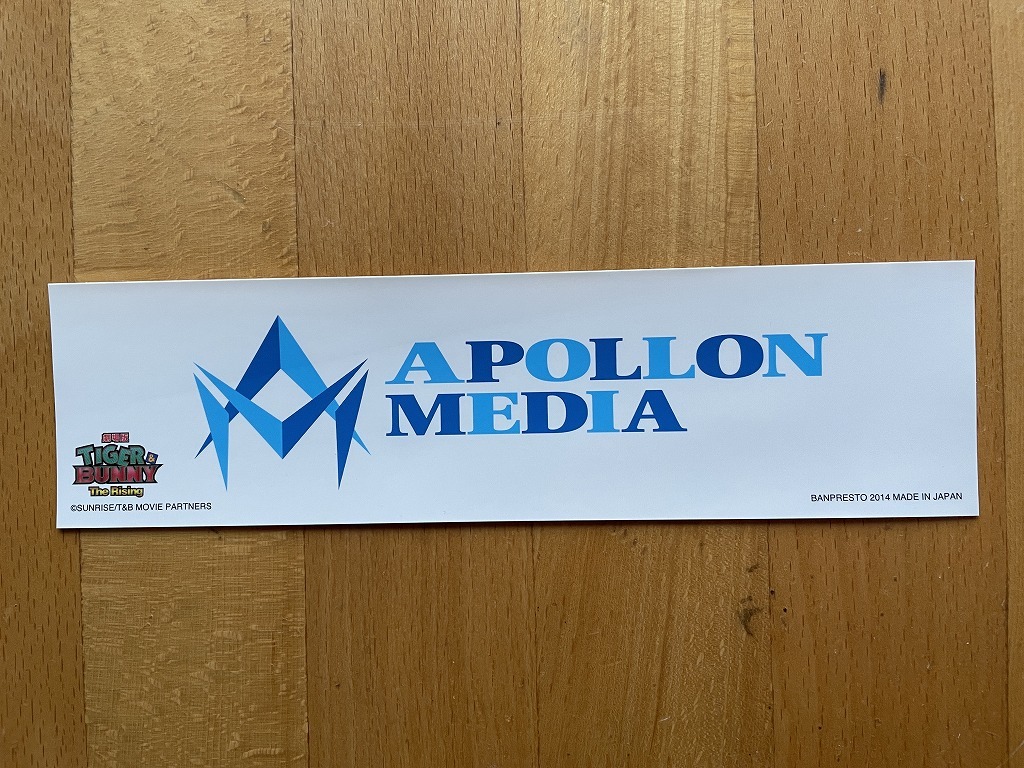 APOLLON
MEDIA
劇場版
TIGER &
BUNNY
The Rising
©SUNRISE/T&B MOVIE PARTNERS
BANPRESTO 2014 MADE IN JAPAN